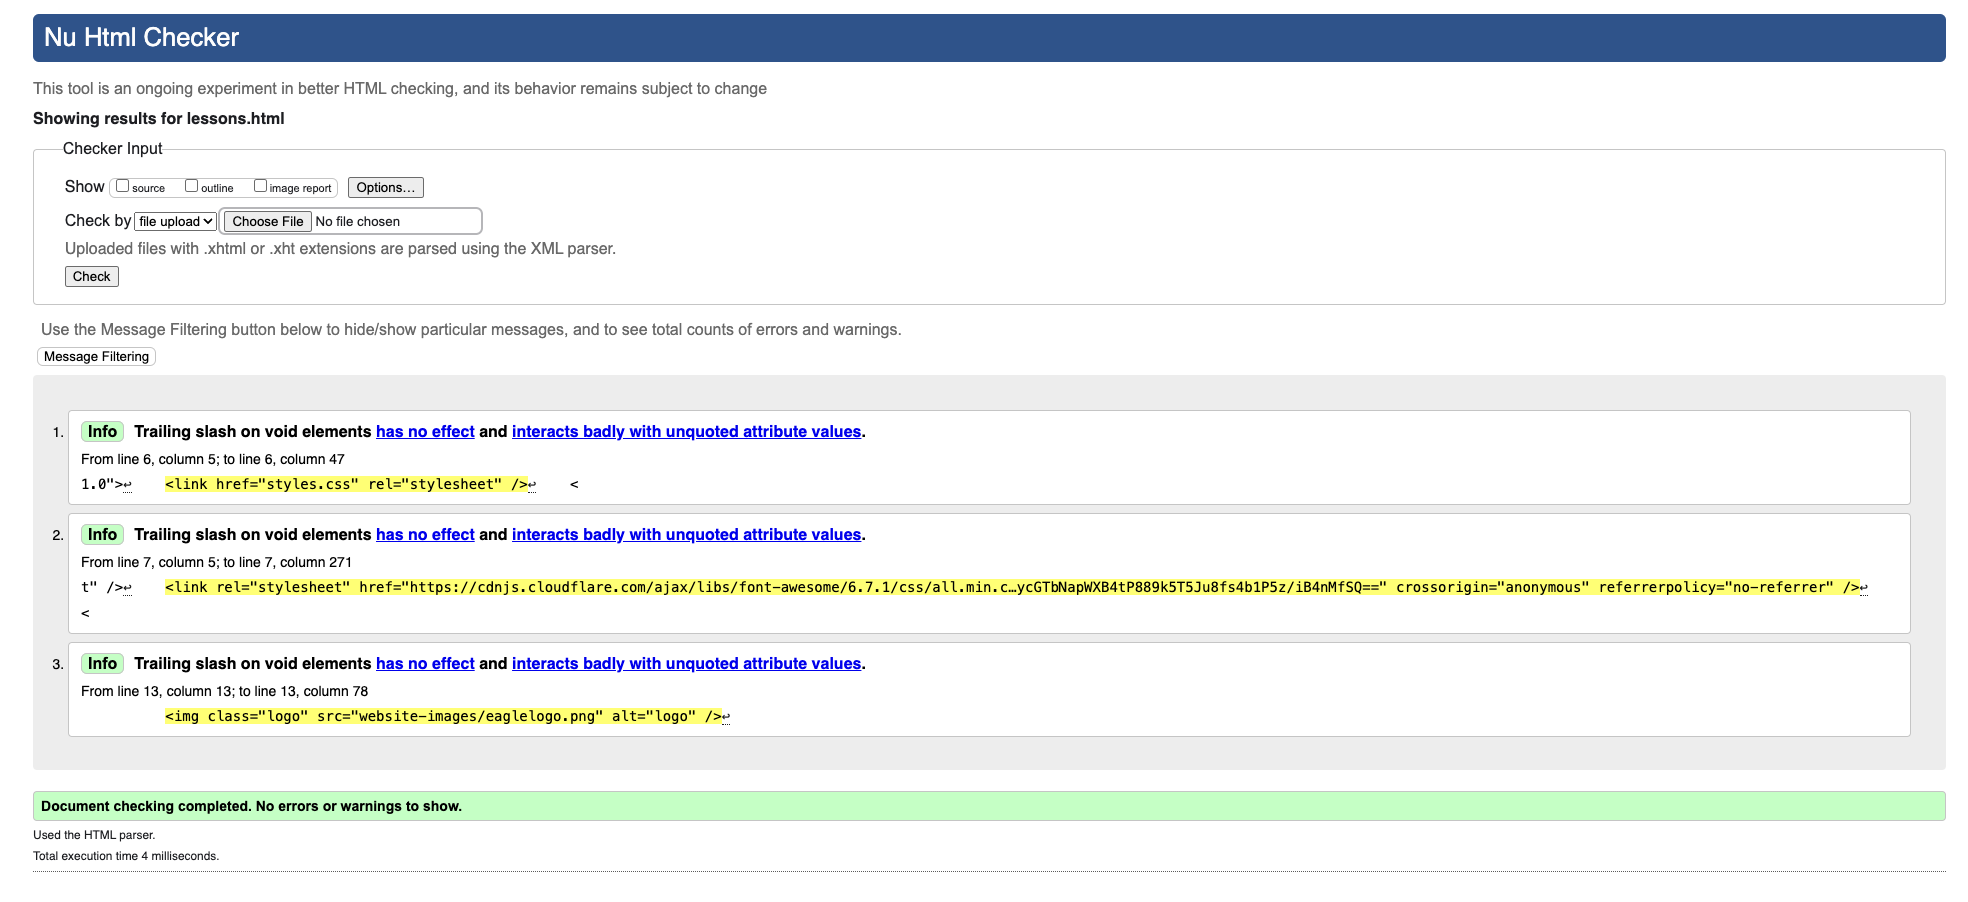 Nu Html Checker
This tool is an ongoing experiment in better HTML checking, and its behavior remains subject to change
Showing results for lessons.html
Checker Input
Show source outline image report Options...
Check by file upload Choose File No file chosen
Uploaded files with .xhtml or .xht extensions are parsed using the XML parser.
Check
Use the Message Filtering button below to hide/show particular messages, and to see total counts of errors and warnings.
Message Filtering
1. Info Trailing slash on void elements has no effect and interacts badly with unquoted attribute values.
From line 6, column 5; to line 6, column 47
1.0">↩ <link href="styles.css" rel="stylesheet" />↩ <
2. Info Trailing slash on void elements has no effect and interacts badly with unquoted attribute values.
From line 7, column 5; to line 7, column 271
t" />↩ <link rel="stylesheet" href="https://cdnjs.cloudflare.com/ajax/libs/font-awesome/6.7.1/css/all.min.c…ycGTbNapWXB4tP889k5T5Ju8fs4b1P5z/iB4nMfSQ==" crossorigin="anonymous" referrerpolicy="no-referrer" />↩
<
3. Info Trailing slash on void elements has no effect and interacts badly with unquoted attribute values.
From line 13, column 13; to line 13, column 78
<img class="logo" src="website-images/eaglelogo.png" alt="logo" />↩
Document checking completed. No errors or warnings to show.
Used the HTML parser.
Total execution time 4 milliseconds.